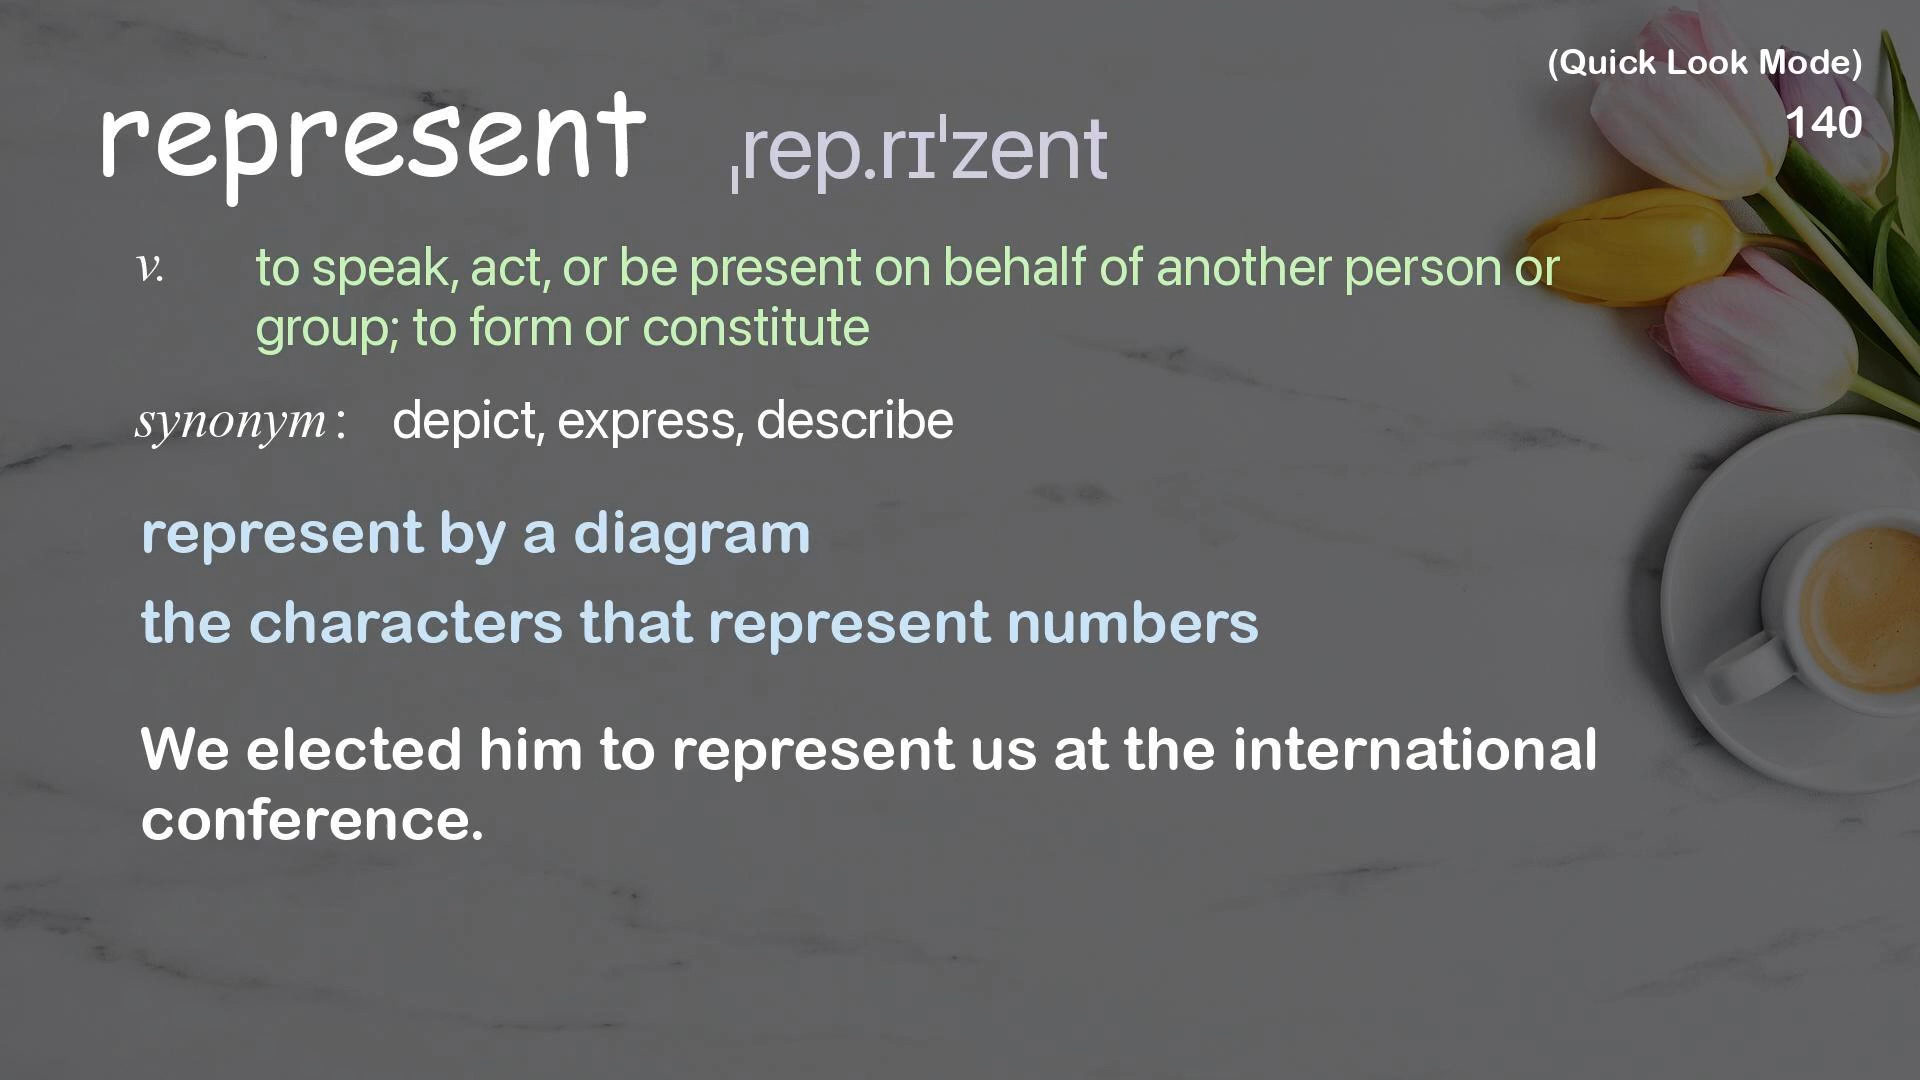 (Quick Look Mode)
represent ˌrep.rɪˈzent
140
v. to speak, act, or be present on behalf of another person or
group; to form or constitute
synonym: depict, express, describe
represent by a diagram
the characters that represent numbers
We elected him to represent us at the international
conference.